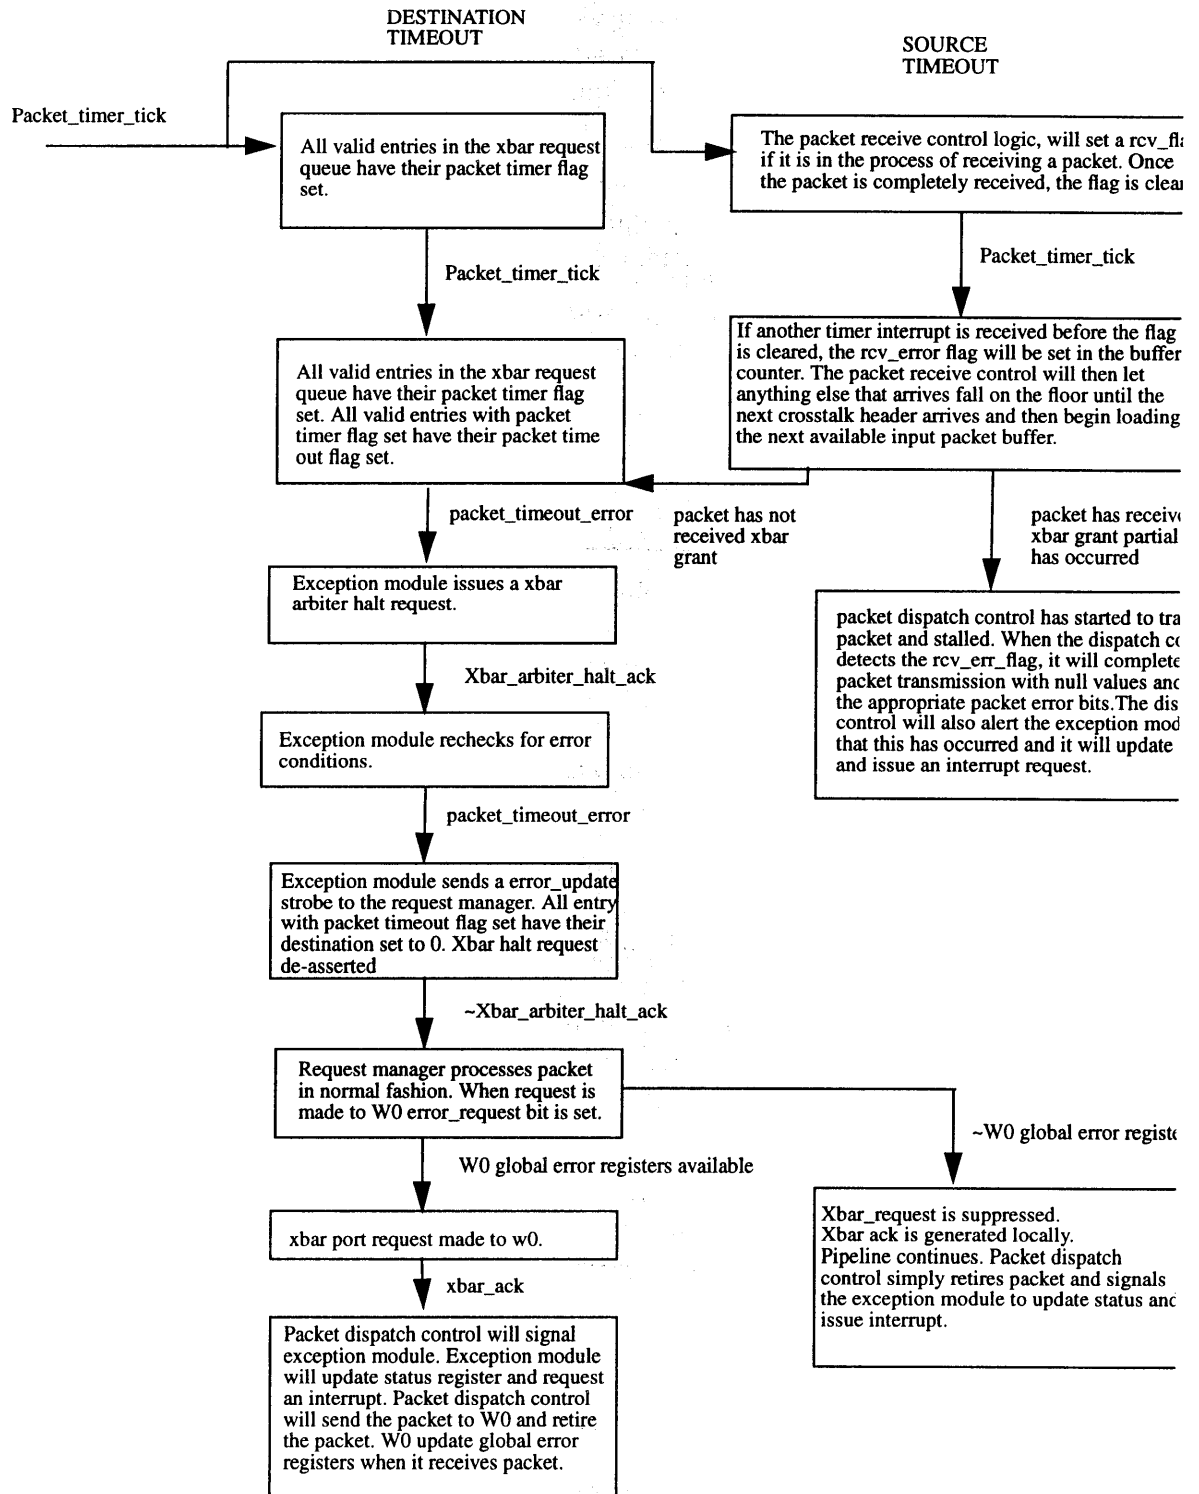 DESTINATION
TIMEOUT
SOURCE
TIMEOUT
Packet_timer_tick
All valid entries in the xbar request
queue have their packet timer flag
set.
The packet receive control logic, will set a
if it is in the process of receiving a packet. Once
the packet is completely received, the flag is
Packet_timer_tick
Packet_timer_tick
All valid entries in the xbar request
queue have their packet timer flag
set. All valid entries with packet
timer flag set have their packet time
out flag set.
If another timer interrupt is received before the flag
is cleared, the rcv_error flag will be set in the buffer
counter. The packet receive control will then let
anything else that arrives fall on the floor until the
next crosstalk header arrives and then begin loading
the next available input packet buffer.
packet_timeout_error
packet has not
received xbar
grant
packet has
xbar grant partial
has occurred
Exception module issues a xbar
arbiter halt request.
packet dispatch control has started to
packet and stalled. When the dispatch
detects the rcv_err_flag, it will
packet transmission with null values
the appropriate packet error bits.The
control will also alert the exception
that this has occurred and it will update
and issue an interrupt request.
Xbar_arbiter_halt_ack
Exception module rechecks for error
conditions.
packet_timeout_error
Exception module sends a error_update
strobe to the request manager. All entry
with packet timeout flag set have their
destination set to 0. Xbar halt request
de-asserted
~Xbar_arbiter_halt_ack
Request manager processes packet
in normal fashion. When request is
made to W0 error_request bit is set.
~W0 global error
W0 global error registers available
xbar port request made to w0.
Xbar_request is suppressed.
Xbar ack is generated locally.
Pipeline continues. Packet dispatch
control simply retires packet and signals
the exception module to update status
issue interrupt.
xbar_ack
Packet dispatch control will signal
exception module. Exception module
will update status register and request
an interrupt. Packet dispatch control
will send the packet to W0 and retire
the packet. W0 update global error
registers when it receives packet.